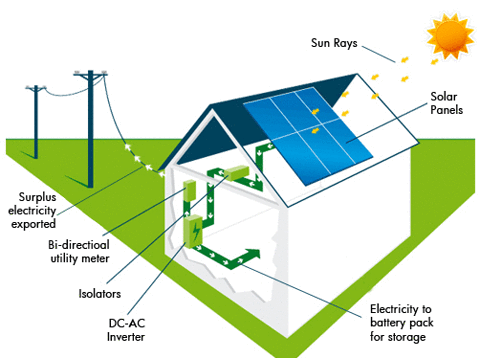 Sun Rays
Solar
Panels
Surplus
electricity
exported
Bi-directioal
utility meter
Isolators
DC-AC
Inverter
Electricity to
battery pack
for storage